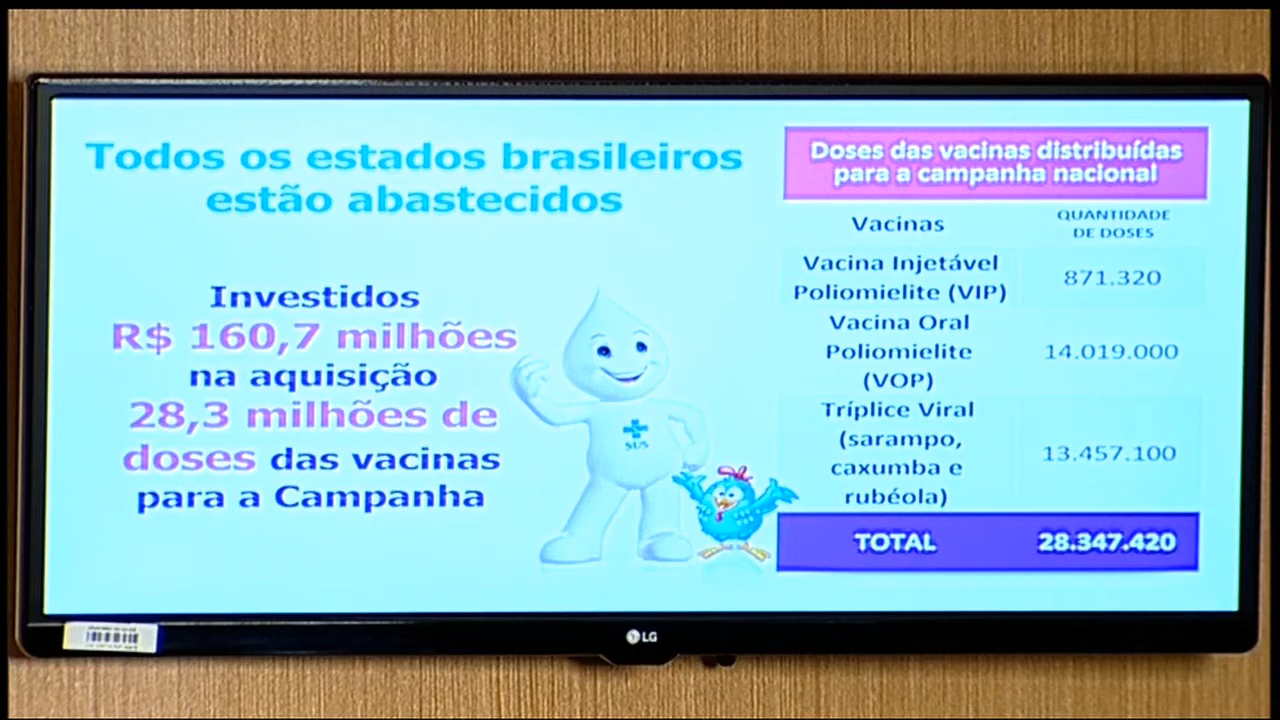 Todos os estados brasileiros
estão abastecidos
Investidos
R$ 160,7 milhões
na aquisição
28,3 milhões de
doses das vacinas
para a Campanha
SUS
Doses das vacinas distribuídas
para a campanha nacional
Vacinas
QUANTIDADE
DE DOSES
Vacina Injetável
Poliomielite (VIP)
871.320
Vacina Oral
Poliomielite
(VOP)
14.019.000
Tríplice Viral
(sarampo,
caxumba e
rubéola)
13.457.100
TOTAL 28.347.420
LG